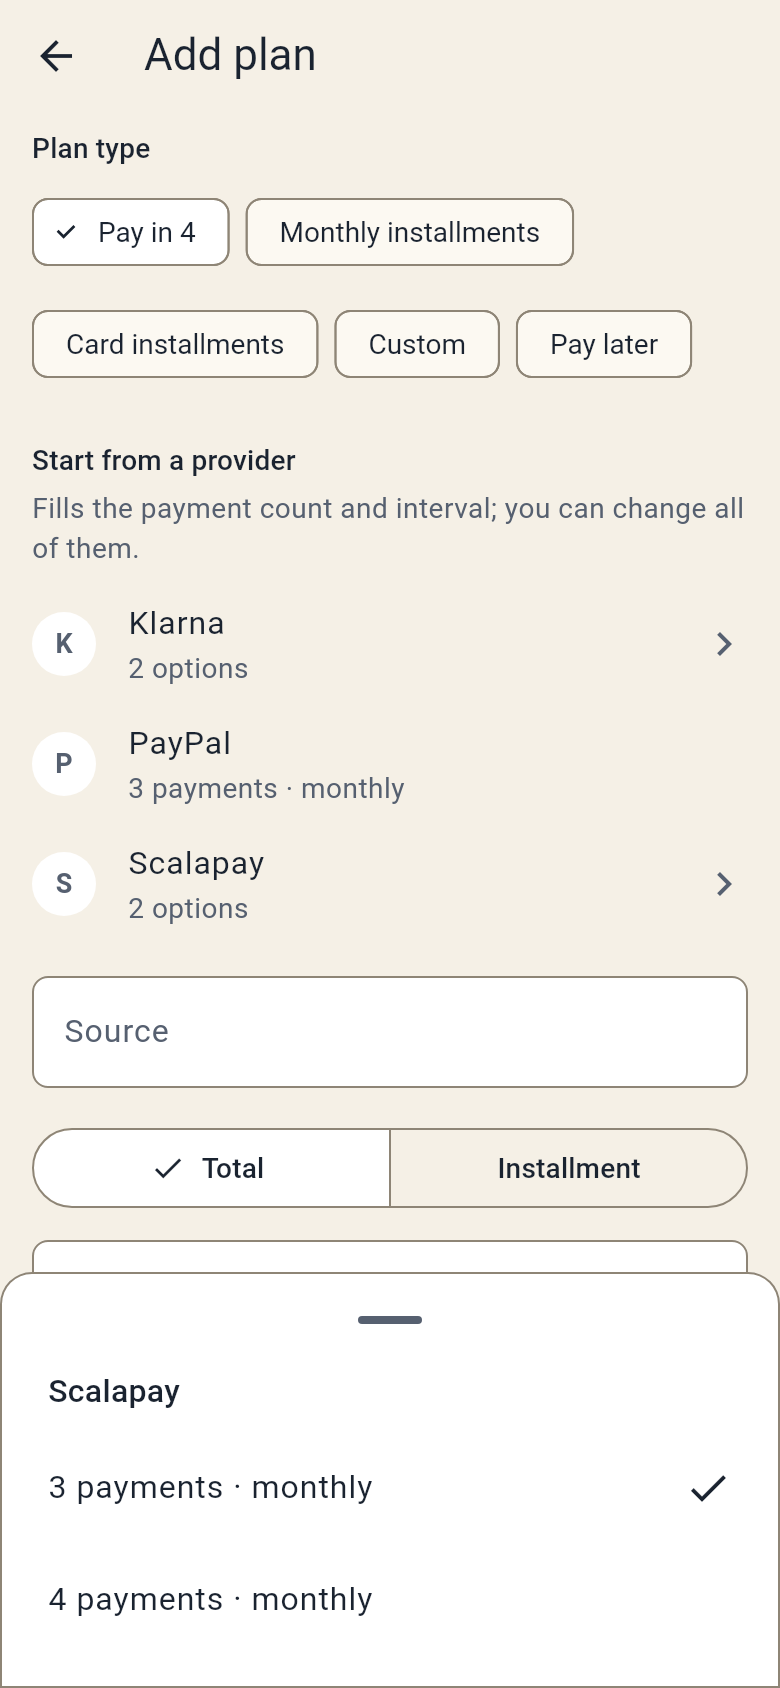 Add plan
Plan type
Pay in 4
Monthly installments
Card installments
Custom
Pay later
Start from a provider
Fills the payment count and interval; you can change all
of them.
K
Klarna
2 options
P
PayPal
3 payments · monthly
S
Scalapay
2 options
Source
Total
Installment
Scalapay
3 payments · monthly
4 payments · monthly